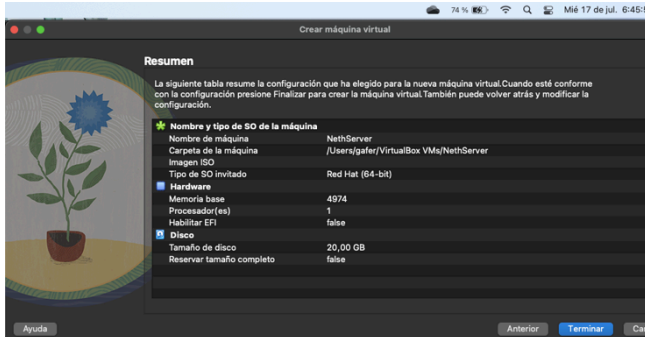 74 %
Mié 17 de jul. 6:45:
Crear máquina virtual
Resumen
La siguiente tabla resume la configuración que ha elegido para la nueva máquina virtual.Cuando esté conforme
con la configuración presione Finalizar para crear la máquina virtual.También puede volver atrás y modificar la
configuración.
Nombre y tipo de SO de la máquina
Nombre de máquina NethServer
Carpeta de la máquina /Users/gafer/VirtualBox VMs/NethServer
Imagen ISO
Tipo de SO invitado Red Hat (64-bit)
Hardware
Memoria base 4974
Procesador(es) 1
Habilitar EFI false
Disco
Tamaño de disco 20,00 GB
Reservar tamaño completo false
Ayuda Anterior Terminar